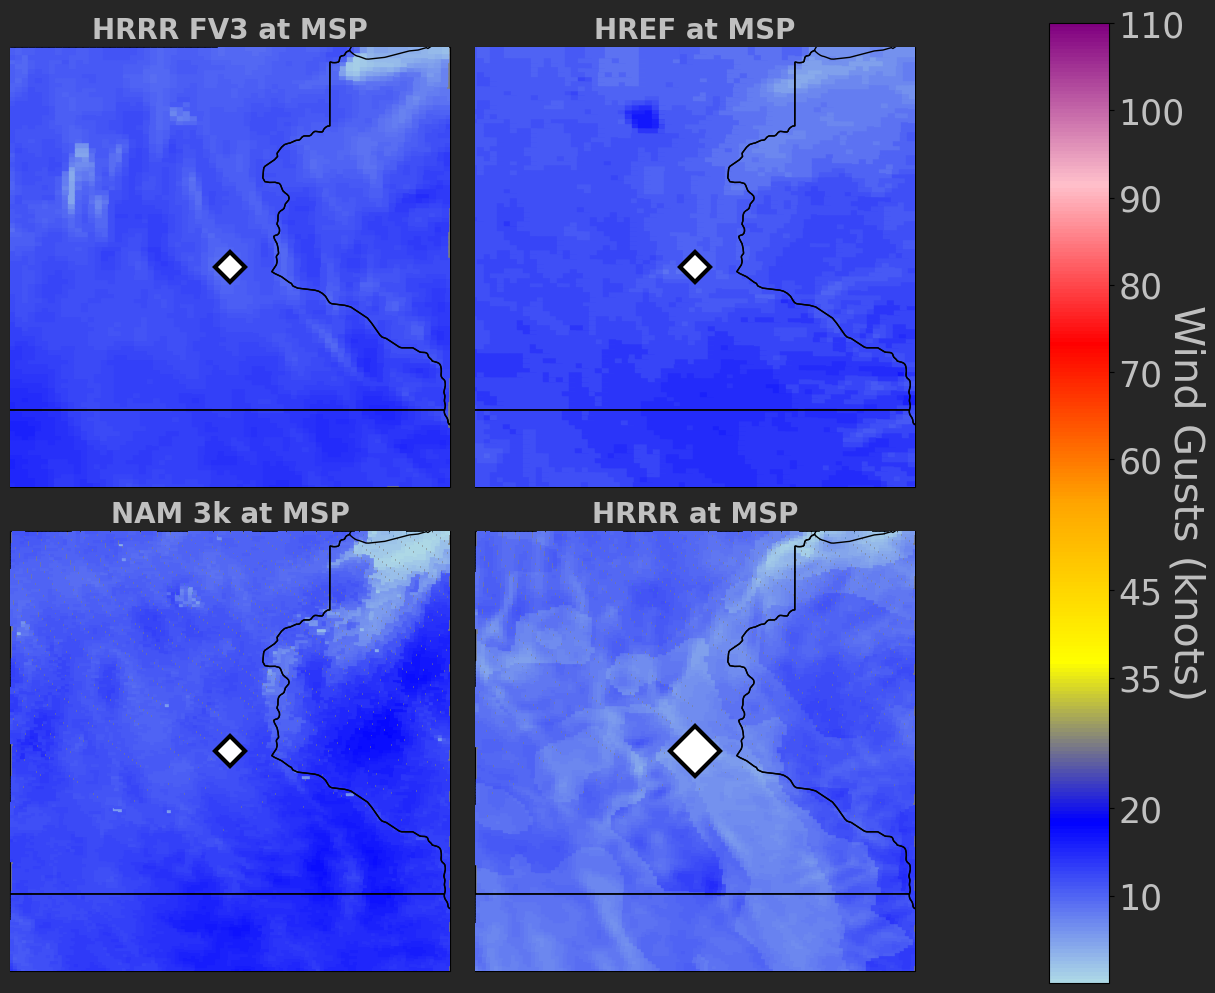 HRRR FV3 at MSP
HREF at MSP
NAM 3k at MSP
HRRR at MSP
110
100
90
80
70
60
45
35
20
10
Wind Gusts (knots)